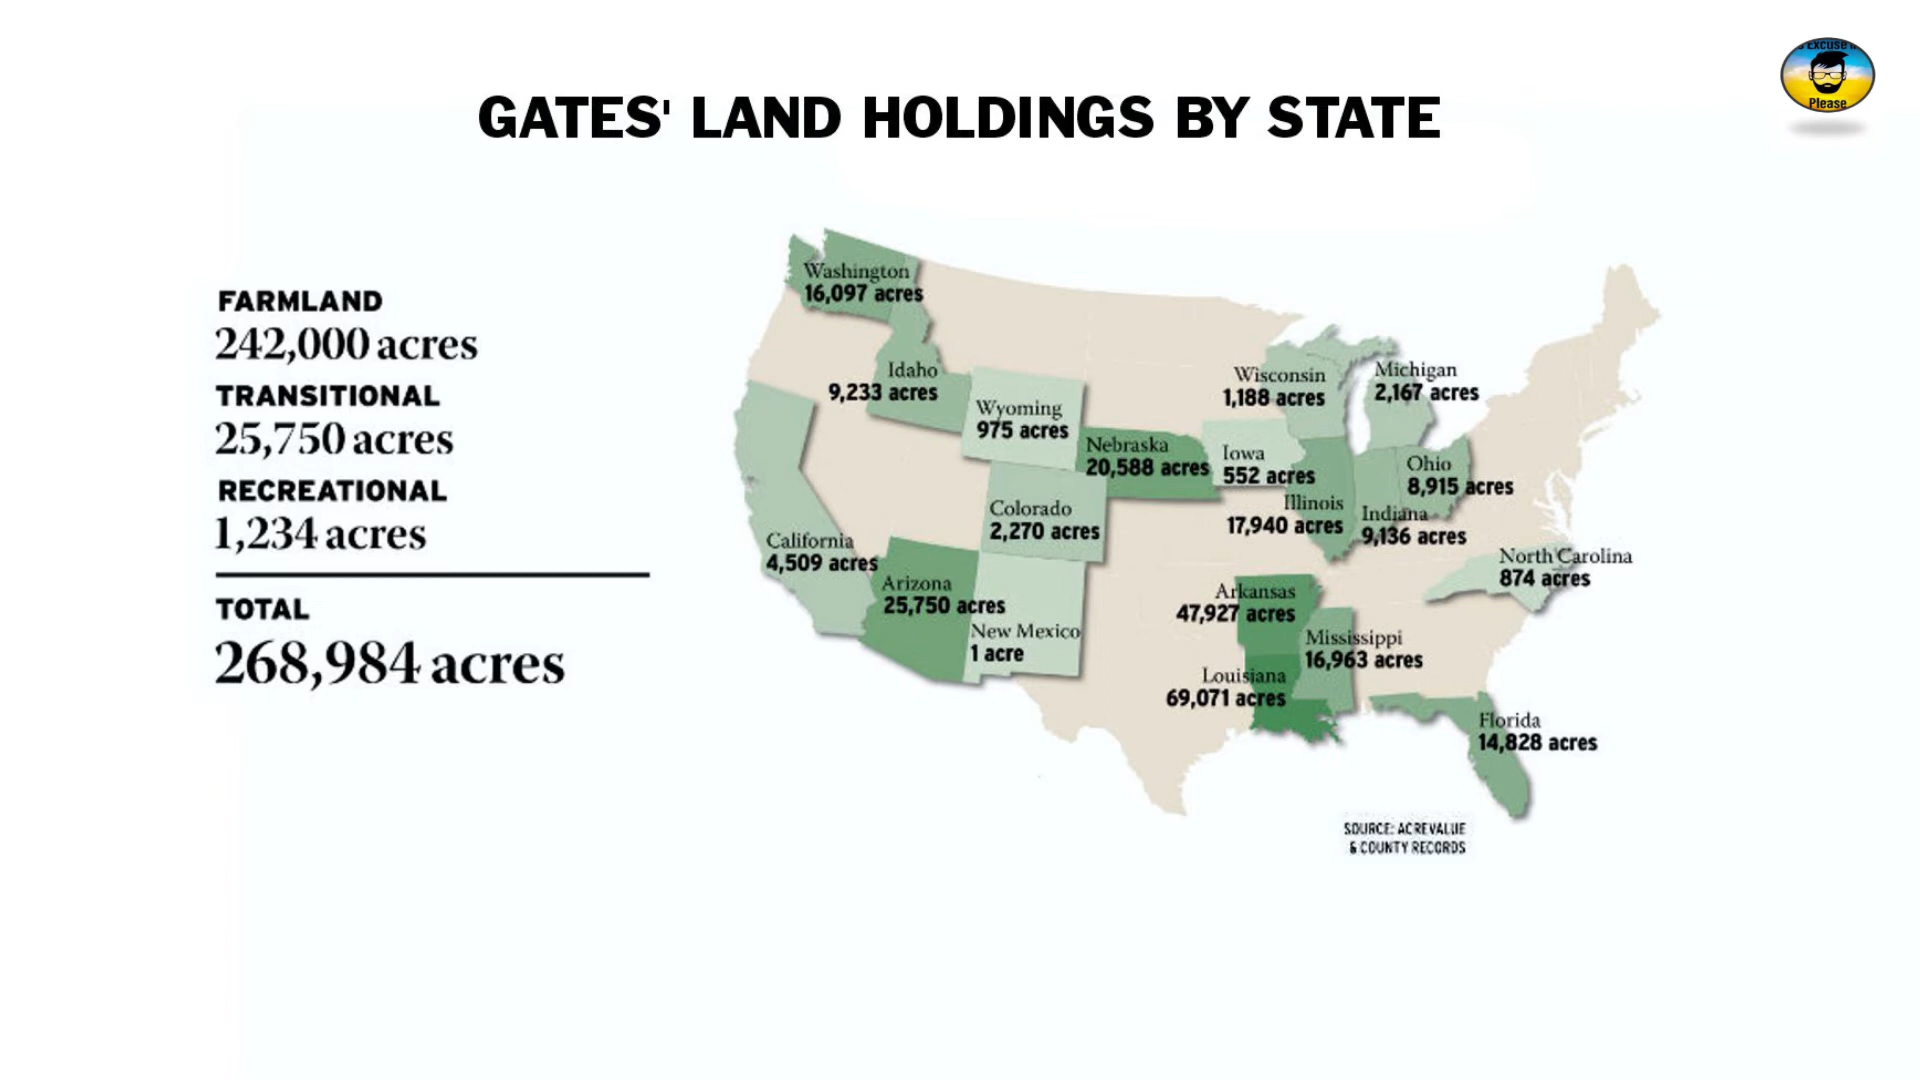 EXCUSE
Please
GATES' LAND HOLDINGS BY STATE
FARMLAND
242,000 acres
TRANSITIONAL
25,750 acres
RECREATIONAL
1,234 acres
TOTAL
268,984 acres
Washington
16,097 acres
Idaho
9,233 acres
Wyoming
975 acres
Nebraska
20,588 acres
Iowa
552 acres
Wisconsin
1,188 acres
Michigan
2,167 acres
Ohio
8,915 acres
Illinois
17,940 acres
Indiana
9,136 acres
Colorado
2,270 acres
California
4,509 acres
Arizona
25,750 acres
New Mexico
1 acre
Arkansas
47,927 acres
Mississippi
16,963 acres
Louisiana
69,071 acres
North Carolina
874 acres
Florida
14,828 acres
SOURCE: ACREVALUE
& COUNTY RECORDS